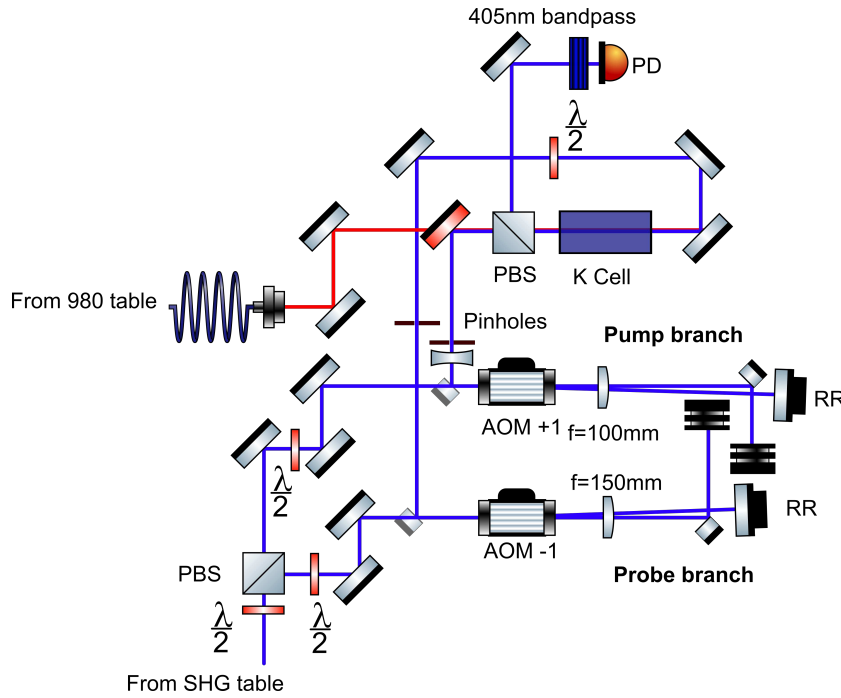 405nm bandpass
PD
λ
2
PBS
K Cell
From 980 table
Pinholes
Pump branch
AOM +1
f=100mm
RR
λ
2
f=150mm
RR
AOM -1
PBS
Probe branch
λ
2
λ
2
From SHG table